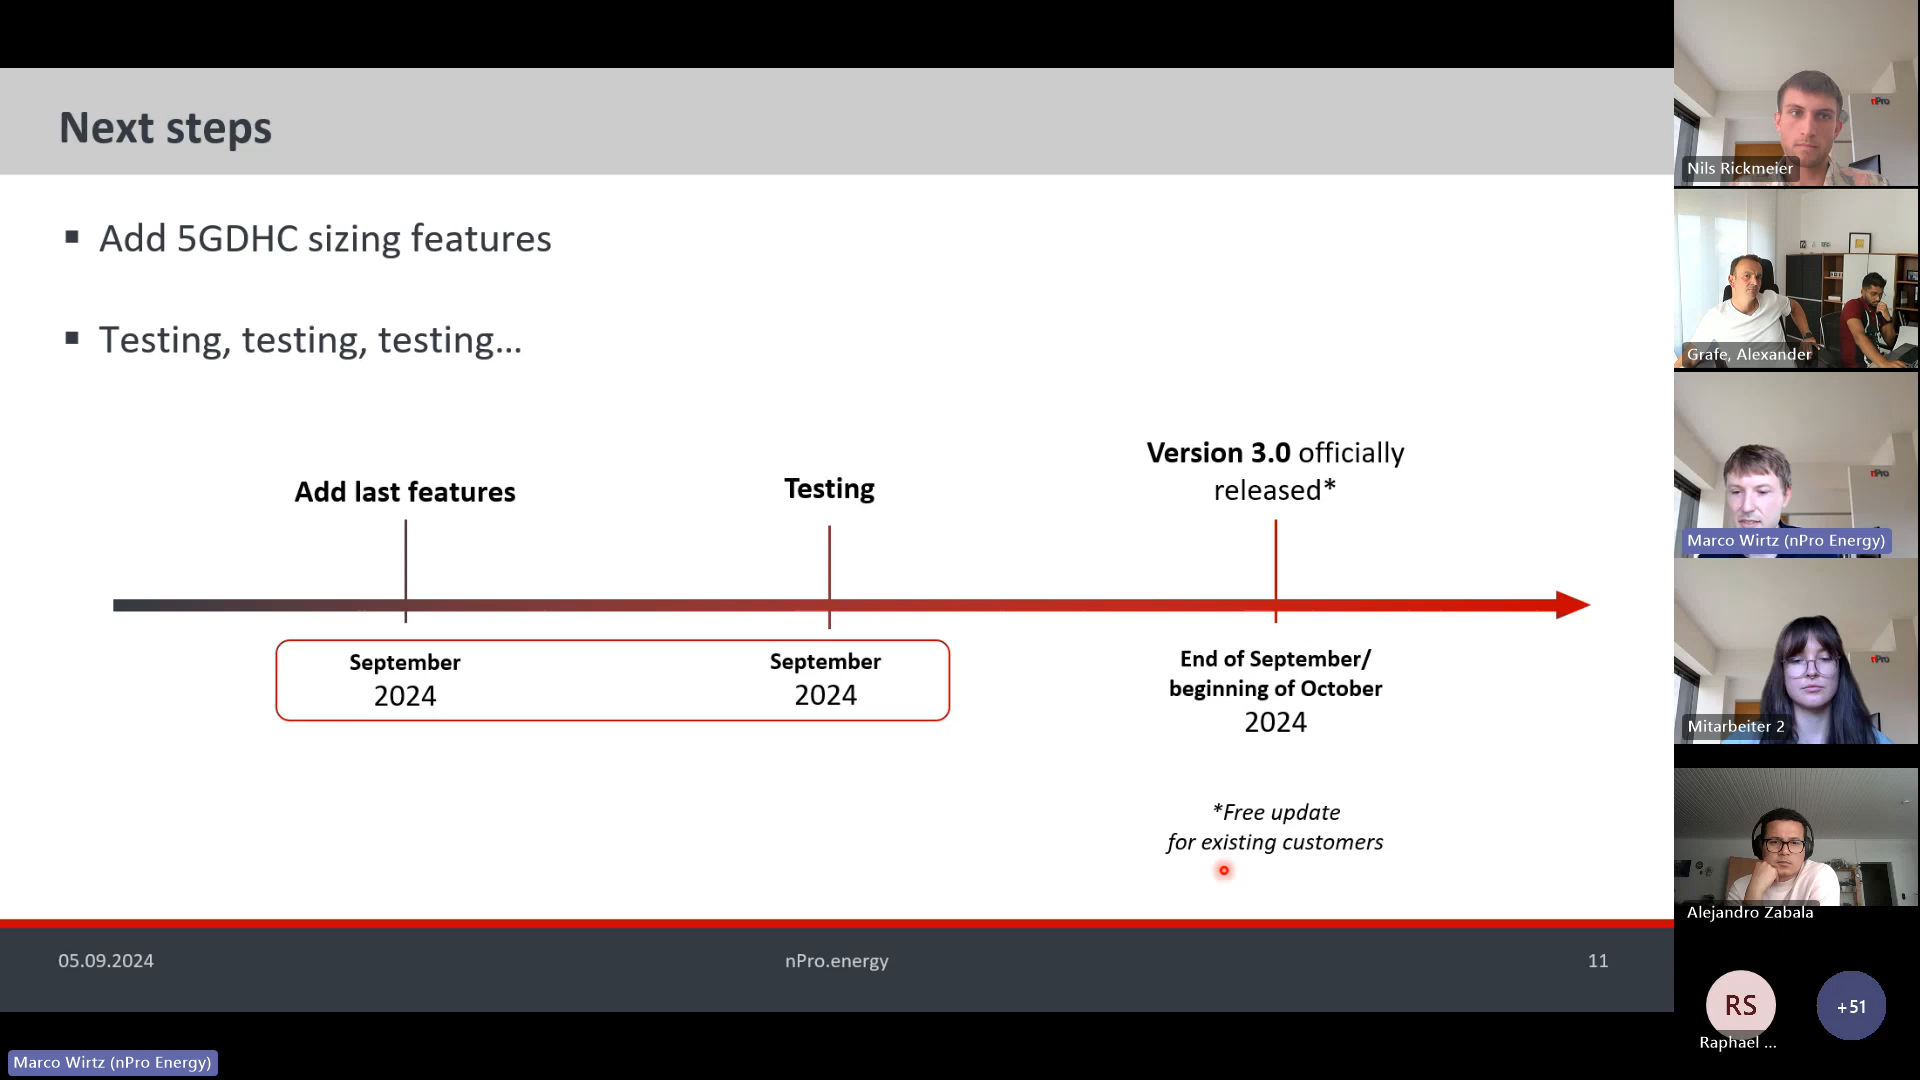 Next steps
▪ Add 5GDHC sizing features
▪ Testing, testing, testing...
Add last features
Testing
Version 3.0 officially
released*
September
2024
September
2024
End of September/
beginning of October
2024
*Free update
for existing customers
05.09.2024
nPro.energy
11
Marco Wirtz (nPro Energy)
nPro
Nils Rickmeier
Grafe, Alexander
nPro
Marco Wirtz (nPro Energy)
nPro
Mitarbeiter 2
Alejandro Zabala
RS
Raphael ...
+51